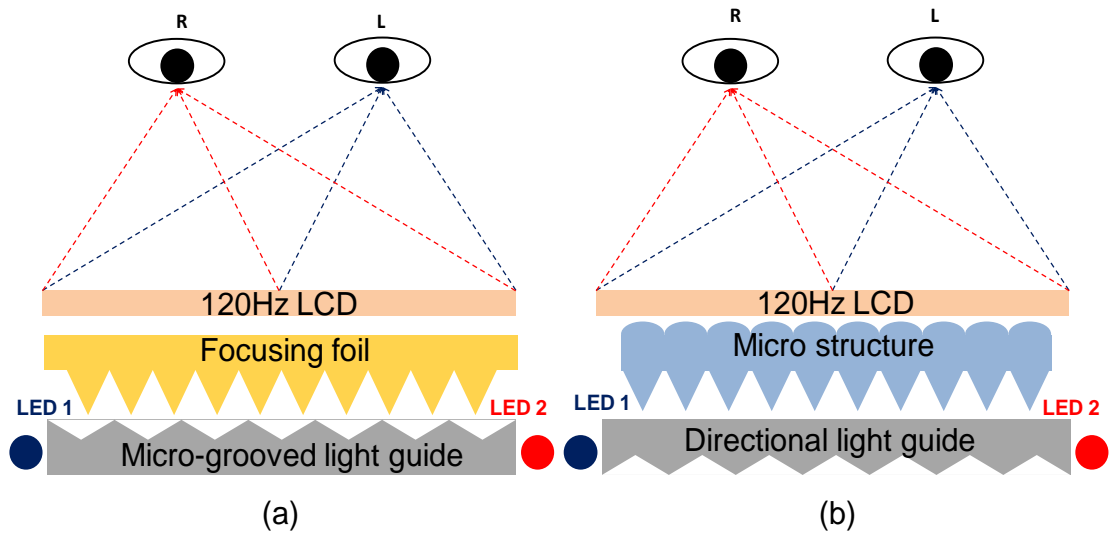 R L
120Hz LCD
Focusing foil
LED 1 LED 2
Micro-grooved light guide
(a)
R L
120Hz LCD
Micro structure
LED 1 LED 2
Directional light guide
(b)